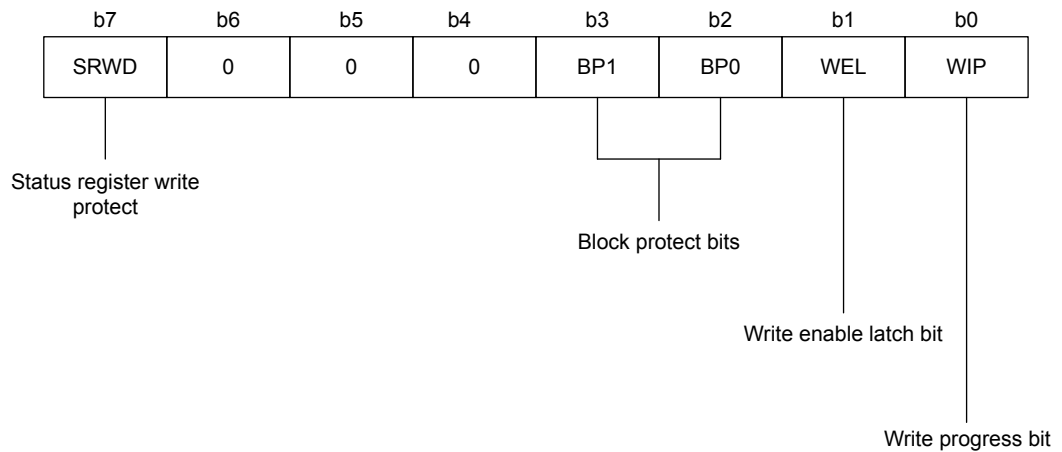 b7 b6 b5 b4 b3 b2 b1 b0
SRWD 0 0 0 BP1 BP0 WEL WIP
Status register write
protect
Block protect bits
Write enable latch bit
Write progress bit